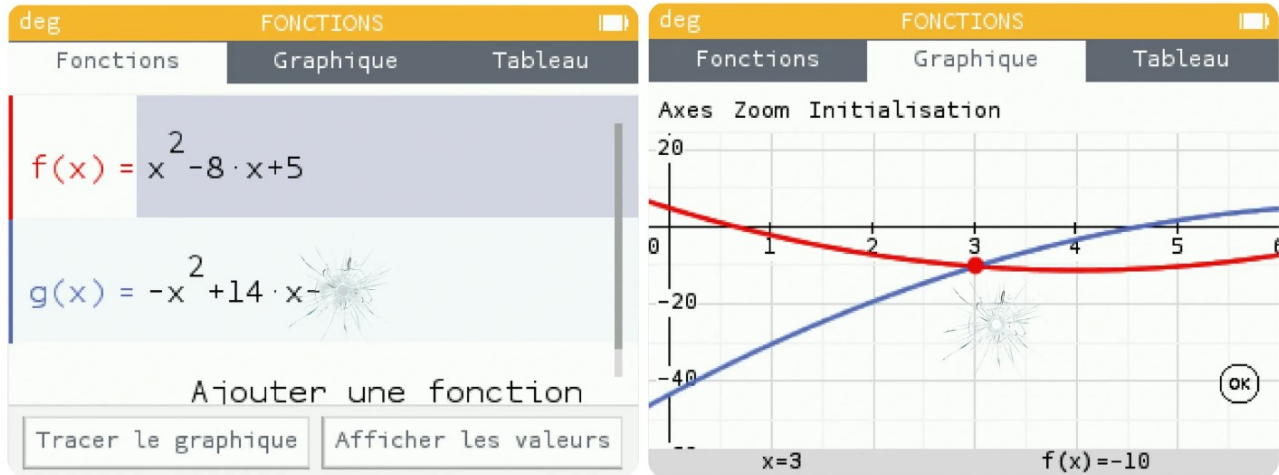 deg FONCTIONS
Fonctions Graphique Tableau
f(x) = x²-8·x+5
g(x) = -x²+14·x-
Ajouter une fonction
Tracer le graphique Afficher les valeurs
deg FONCTIONS
Fonctions Graphique Tableau
Axes Zoom Initialisation
20
0 1 2 3 4 5 6
-20
-40
OK
x=3 f(x)=-10